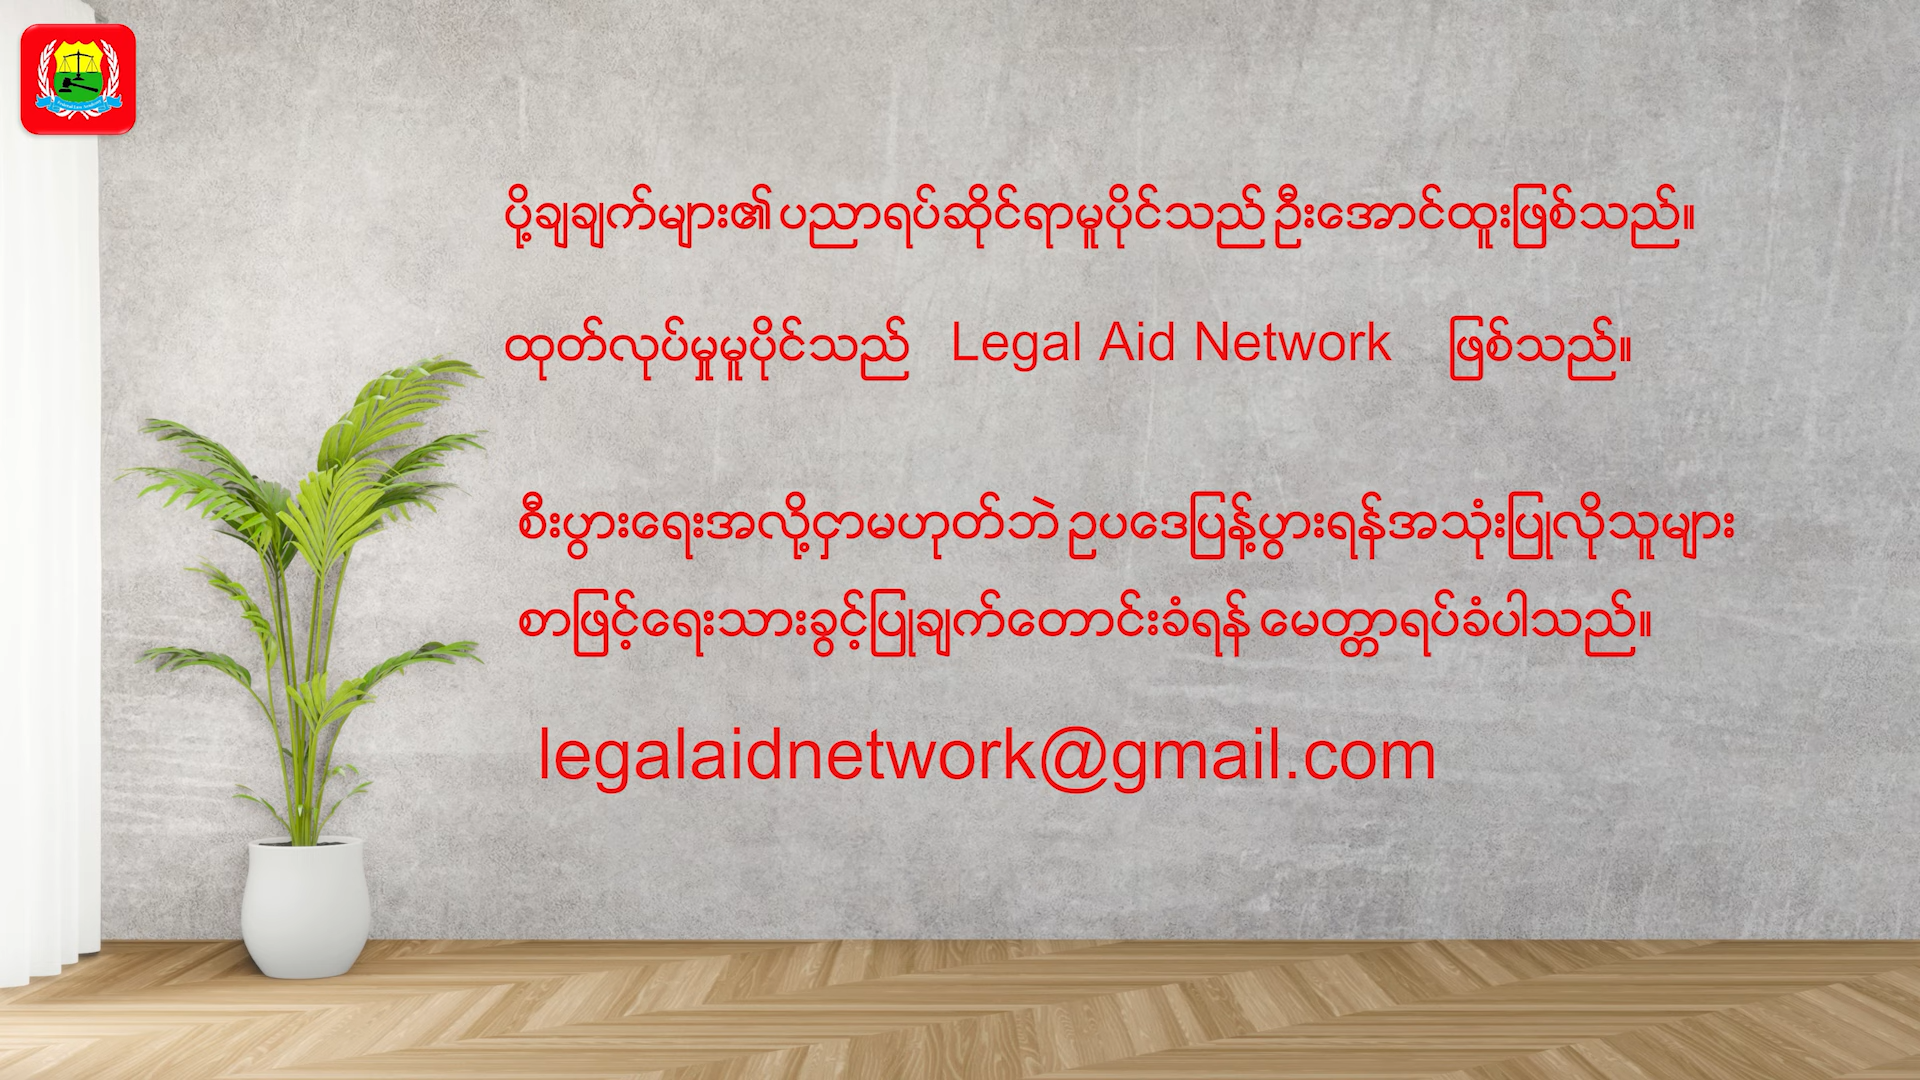 ပို့ချချက်များ၏ ပညာရပ်ဆိုင်ရာမူပိုင်သည် ဦးအောင်ထူးဖြစ်သည်။
ထုတ်လုပ်မှုမူပိုင်သည် Legal Aid Network ဖြစ်သည်။
စီးပွားရေးအလို့ငှာမဟုတ်ဘဲ ဥပဒေပြန့်ပွားရန်အသုံးပြုလိုသူများ
စာဖြင့်ရေးသားခွင့်ပြုချက်တောင်းခံရန် မေတ္တာရပ်ခံပါသည်။
legalaidnetwork@gmail.com